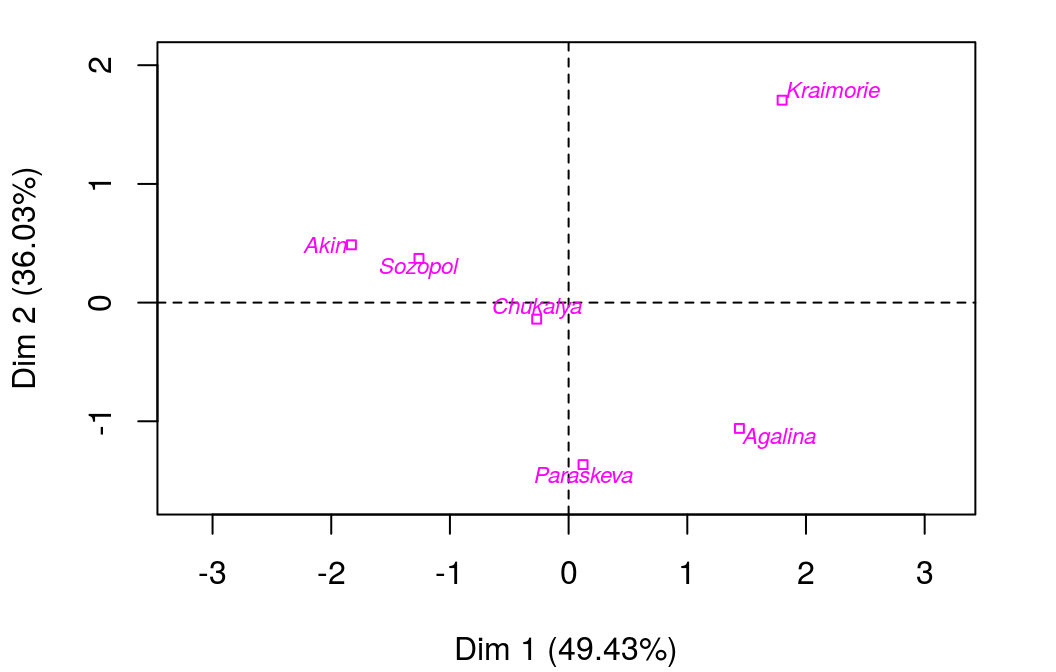 2
1
0
-1
Dim 2 (36.03%)
Kraimorie
Akin
Sozopol
Chukalya
Agalina
Paraskeva
-3 -2 -1 0 1 2 3
Dim 1 (49.43%)